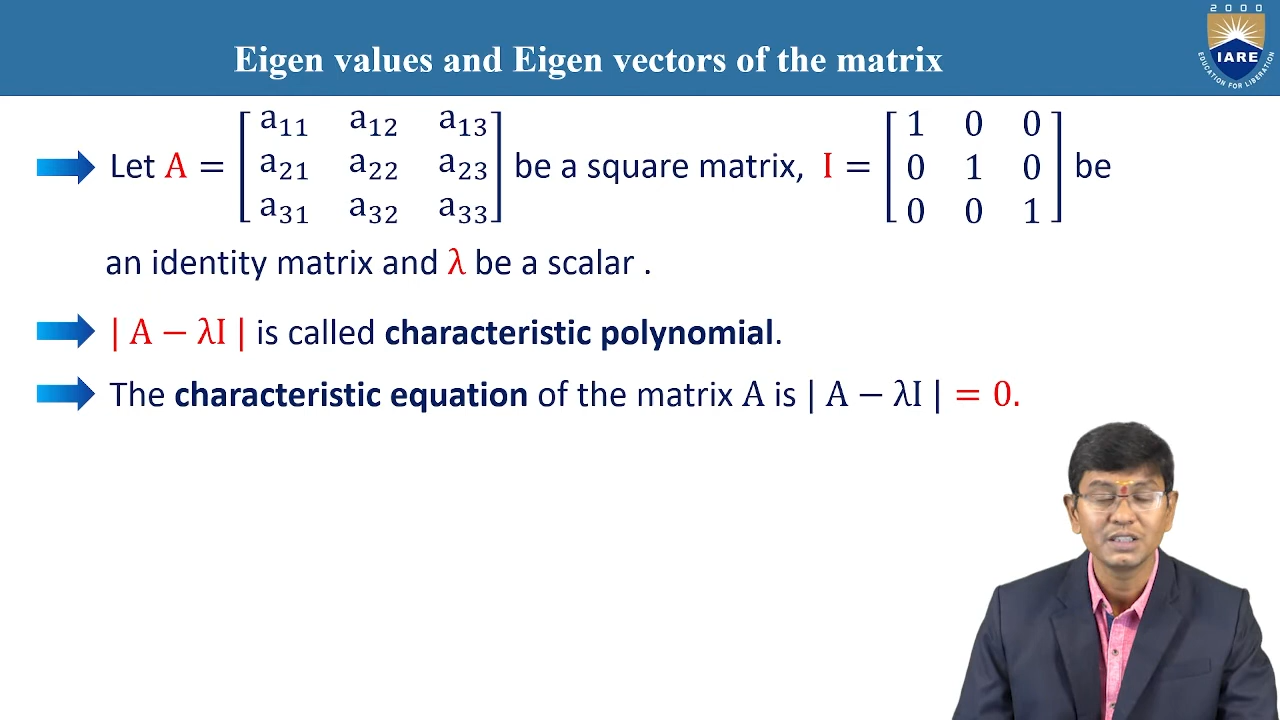 2000
IARE
EDUCATION FOR LIBERATION
Eigen values and Eigen vectors of the matrix
Let A = [a₁₁ a₁₂ a₁₃ a₂₁ a₂₂ a₂₃ a₃₁ a₃₂ a₃₃] be a square matrix, I = [1 0 0 0 1 0 0 0 1] be
an identity matrix and λ be a scalar .
| A − λI | is called characteristic polynomial.
The characteristic equation of the matrix A is | A − λI | = 0.